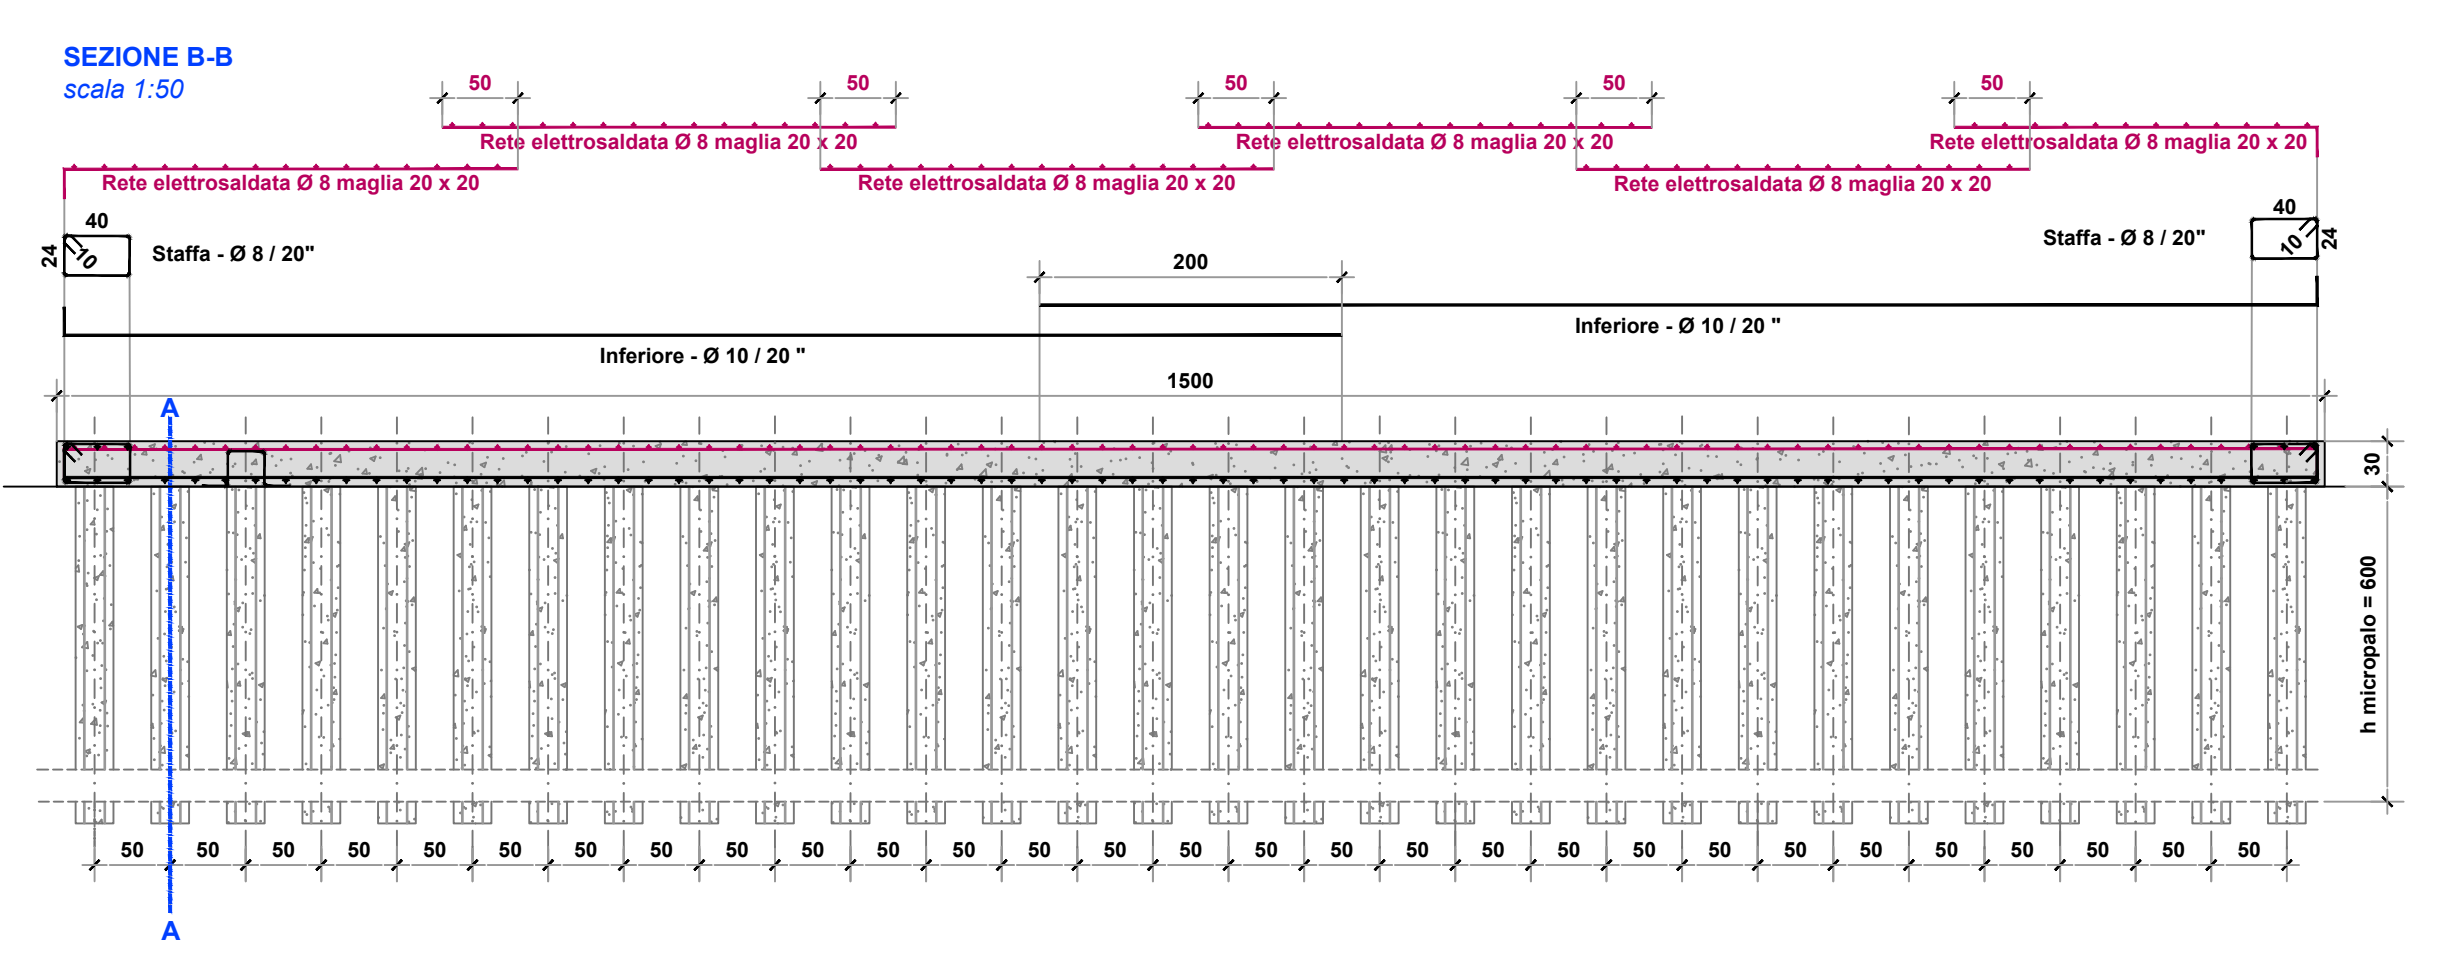 SEZIONE B-B
scala 1:50
50 50 50 50 50
Rete elettrosaldata Ø 8 maglia 20 x 20 Rete elettrosaldata Ø 8 maglia 20 x 20 Rete elettrosaldata Ø 8 maglia 20 x 20
Rete elettrosaldata Ø 8 maglia 20 x 20 Rete elettrosaldata Ø 8 maglia 20 x 20 Rete elettrosaldata Ø 8 maglia 20 x 20
40
24
10
Staffa - Ø 8 / 20"
Staffa - Ø 8 / 20"
40
10
24
200
Inferiore - Ø 10 / 20 "
Inferiore - Ø 10 / 20 "
1500
A
30
h micropalo = 600
50 50 50 50 50 50 50 50 50 50 50 50 50 50 50 50 50 50 50 50 50 50 50 50 50 50 50 50 50
A